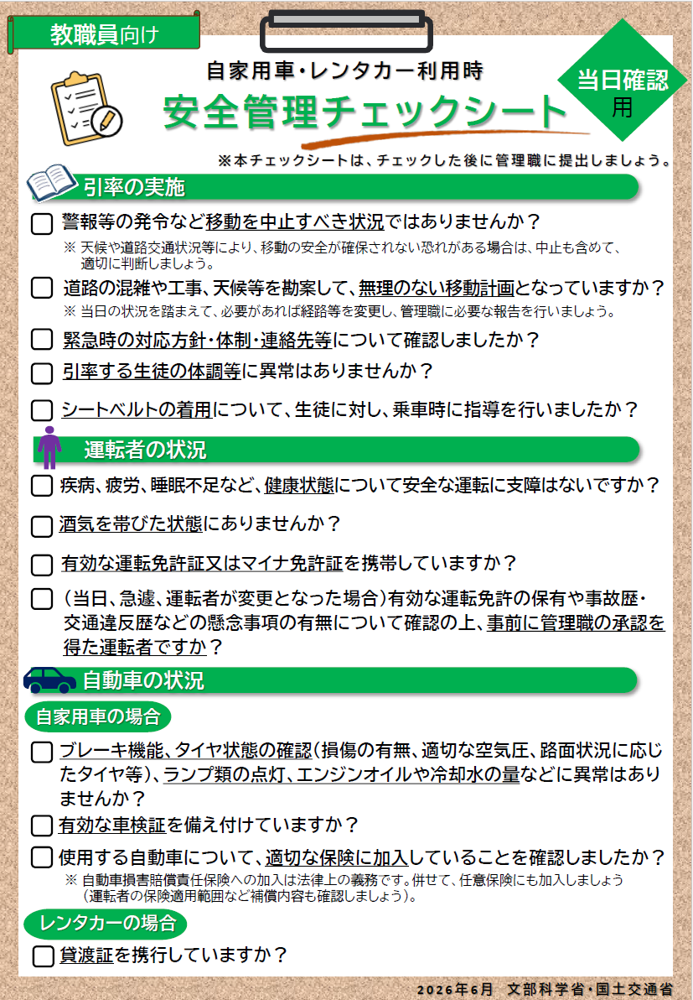 教職員向け
自家用車・レンタカー利用時
安全管理チェックシート
当日確認
用
※本チェックシートは、チェックした後に管理職に提出しましょう。
引率の実施
警報等の発令など移動を中止すべき状況ではありませんか？
※ 天候や道路交通状況等により、移動の安全が確保されない恐れがある場合は、中止も含めて、
適切に判断しましょう。
道路の混雑や工事、天候等を勘案して、無理のない移動計画となっていますか？
※ 当日の状況を踏まえて、必要があれば経路等を変更し、管理職に必要な報告を行いましょう。
緊急時の対応方針・体制・連絡先等について確認しましたか？
引率する生徒の体調等に異常はありませんか？
シートベルトの着用について、生徒に対し、乗車時に指導を行いましたか？
運転者の状況
疾病、疲労、睡眠不足など、健康状態について安全な運転に支障はないですか？
酒気を帯びた状態にありませんか？
有効な運転免許証又はマイナ免許証を携帯していますか？
（当日、急遽、運転者が変更となった場合）有効な運転免許の保有や事故歴・
交通違反歴などの懸念事項の有無について確認の上、事前に管理職の承認を
得た運転者ですか？
自動車の状況
自家用車の場合
ブレーキ機能、タイヤ状態の確認（損傷の有無、適切な空気圧、路面状況に応じ
たタイヤ等）、ランプ類の点灯、エンジンオイルや冷却水の量などに異常はあり
ませんか？
有効な車検証を備え付けていますか？
使用する自動車について、適切な保険に加入していることを確認しましたか？
※ 自動車損害賠償責任保険への加入は法律上の義務です。併せて、任意保険にも加入しましょう
（運転者の保険適用範囲など補償内容も確認しましょう）。
レンタカーの場合
貸渡証を携行していますか？
2026年6月 文部科学省・国土交通省